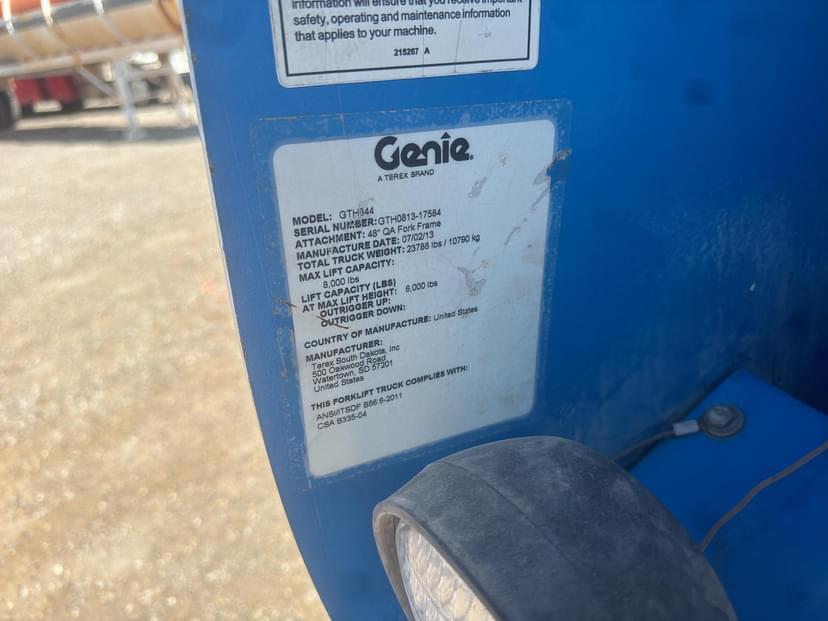 information will ensure that you receive important
safety, operating and maintenance information
that applies to your machine.
215267 A
Genie
A TEREX BRAND
MODEL: GTH844
SERIAL NUMBER: GTH0813-17584
ATTACHMENT: 48" QA Fork Frame
MANUFACTURE DATE: 07/02/13
TOTAL TRUCK WEIGHT: 23788 lbs / 10790 kg
MAX LIFT CAPACITY:
8,000 lbs
LIFT CAPACITY (LBS)
AT MAX LIFT HEIGHT: 6,000 lbs
OUTRIGGER UP:
OUTRIGGER DOWN:
COUNTRY OF MANUFACTURE: United States
MANUFACTURER:
Terex South Dakota, Inc
500 Oakwood Road
Watertown, SD 57201
United States
THIS FORKLIFT TRUCK COMPLIES WITH:
ANSI/ITSDF B56.6-2011
CSA B335-04